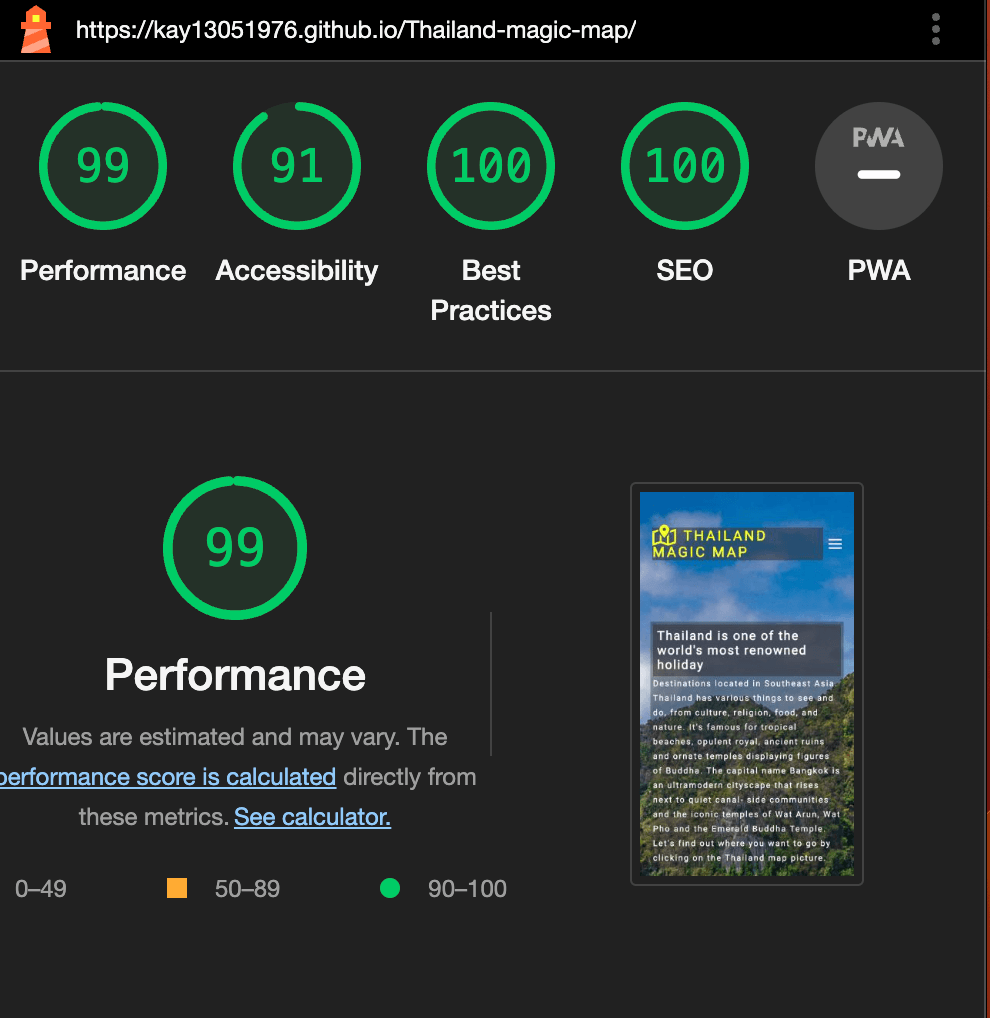 https://kay13051976.github.io/Thailand-magic-map/
99
91
100
100
PWA
Performance
Accessibility
Best
Practices
SEO
PWA
99
Performance
Values are estimated and may vary. The
performance score is calculated directly from
these metrics. See calculator.
0–49
50–89
90–100
THAILAND
MAGIC MAP
Thailand is one of the
world's most renowned
holiday
Destinations located in Southeast Asia.
Thailand has various things to see and
do, from culture, religion, food, and
nature. It's famous for tropical
beaches, opulent royal, ancient ruins
and ornate temples displaying figures
of Buddha. The capital name Bangkok is
an ultramodern cityscape that rises
next to quiet canal- side communities
and the iconic temples of Wat Arun, Wat
Pho and the Emerald Buddha Temple.
Let's find out where you want to go by
clicking on the Thailand map picture.